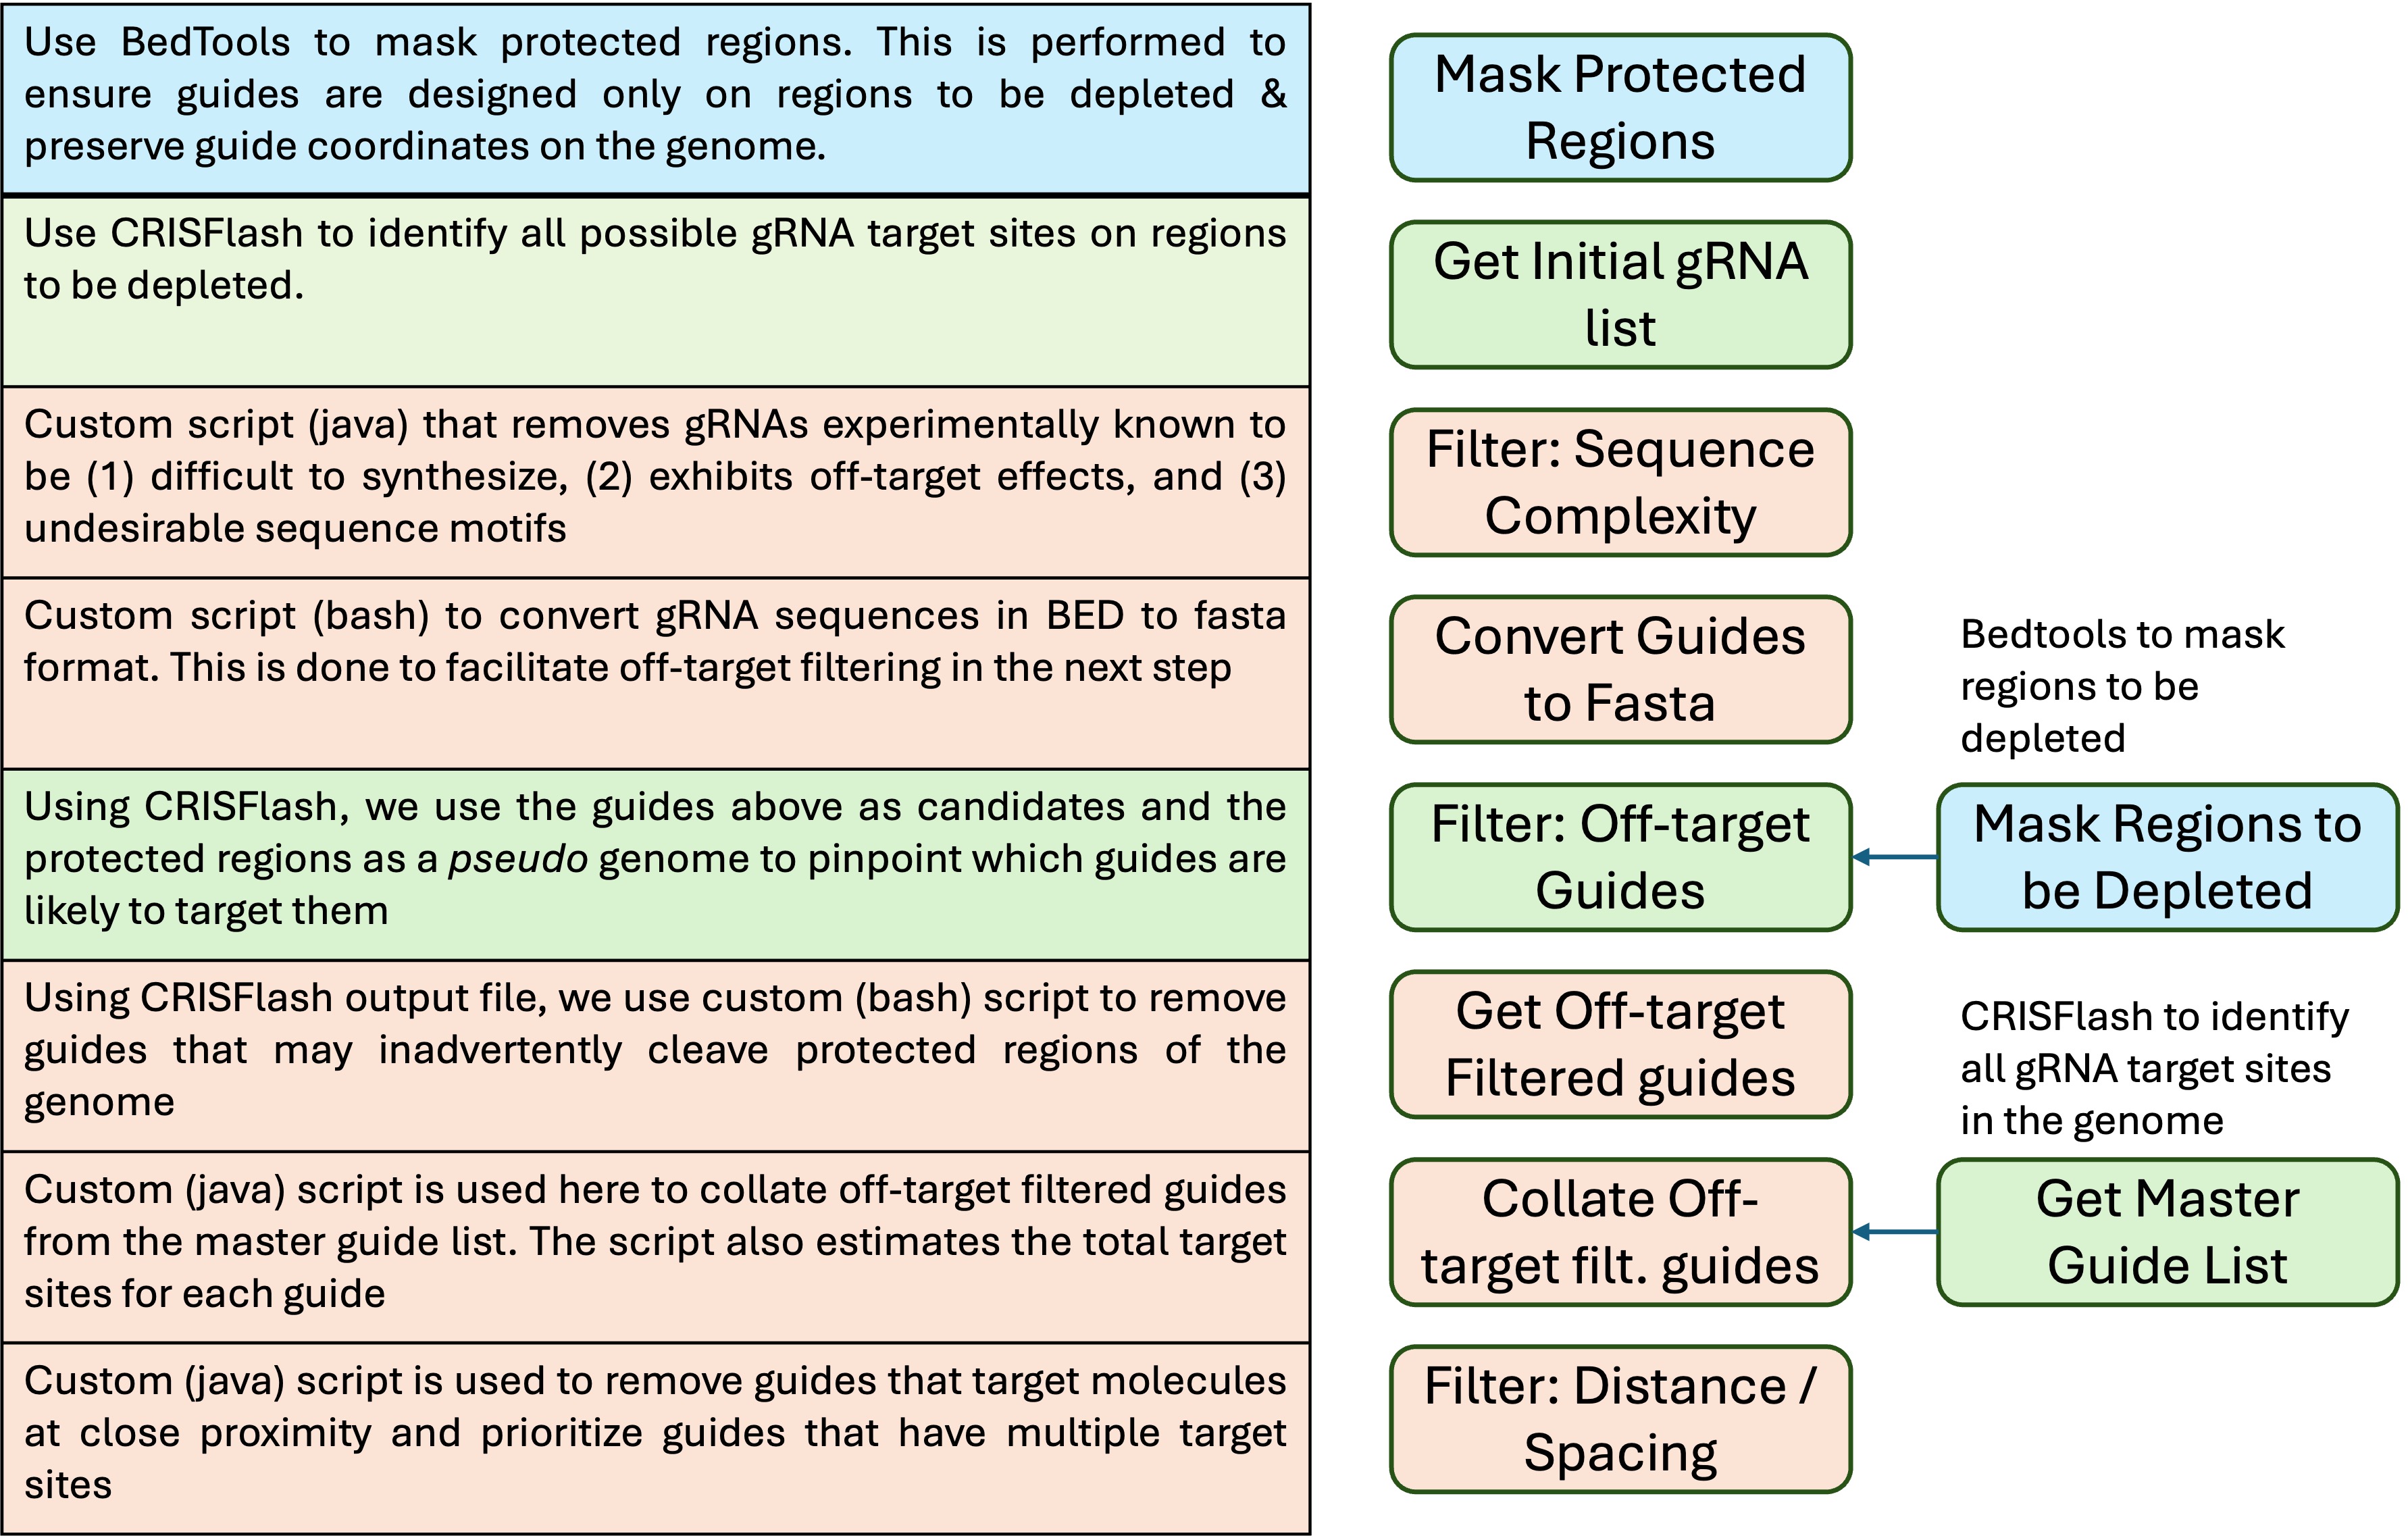 Use BedTools to mask protected regions. This is performed to
ensure guides are designed only on regions to be depleted &
preserve guide coordinates on the genome.
Mask Protected
Regions
Use CRISFlash to identify all possible gRNA target sites on regions
to be depleted.
Get Initial gRNA
list
Custom script (java) that removes gRNAs experimentally known to
be (1) difficult to synthesize, (2) exhibits off-target effects, and (3)
undesirable sequence motifs
Filter: Sequence
Complexity
Custom script (bash) to convert gRNA sequences in BED to fasta
format. This is done to facilitate off-target filtering in the next step
Convert Guides
to Fasta
Bedtools to mask
regions to be
depleted
Using CRISFlash, we use the guides above as candidates and the
protected regions as a pseudo genome to pinpoint which guides are
likely to target them
Filter: Off-target
Guides
Mask Regions to
be Depleted
Using CRISFlash output file, we use custom (bash) script to remove
guides that may inadvertently cleave protected regions of the
genome
Get Off-target
Filtered guides
CRISFlash to identify
all gRNA target sites
in the genome
Custom (java) script is used here to collate off-target filtered guides
from the master guide list. The script also estimates the total target
sites for each guide
Collate Off-
target filt. guides
Get Master
Guide List
Custom (java) script is used to remove guides that target molecules
at close proximity and prioritize guides that have multiple target
sites
Filter: Distance /
Spacing